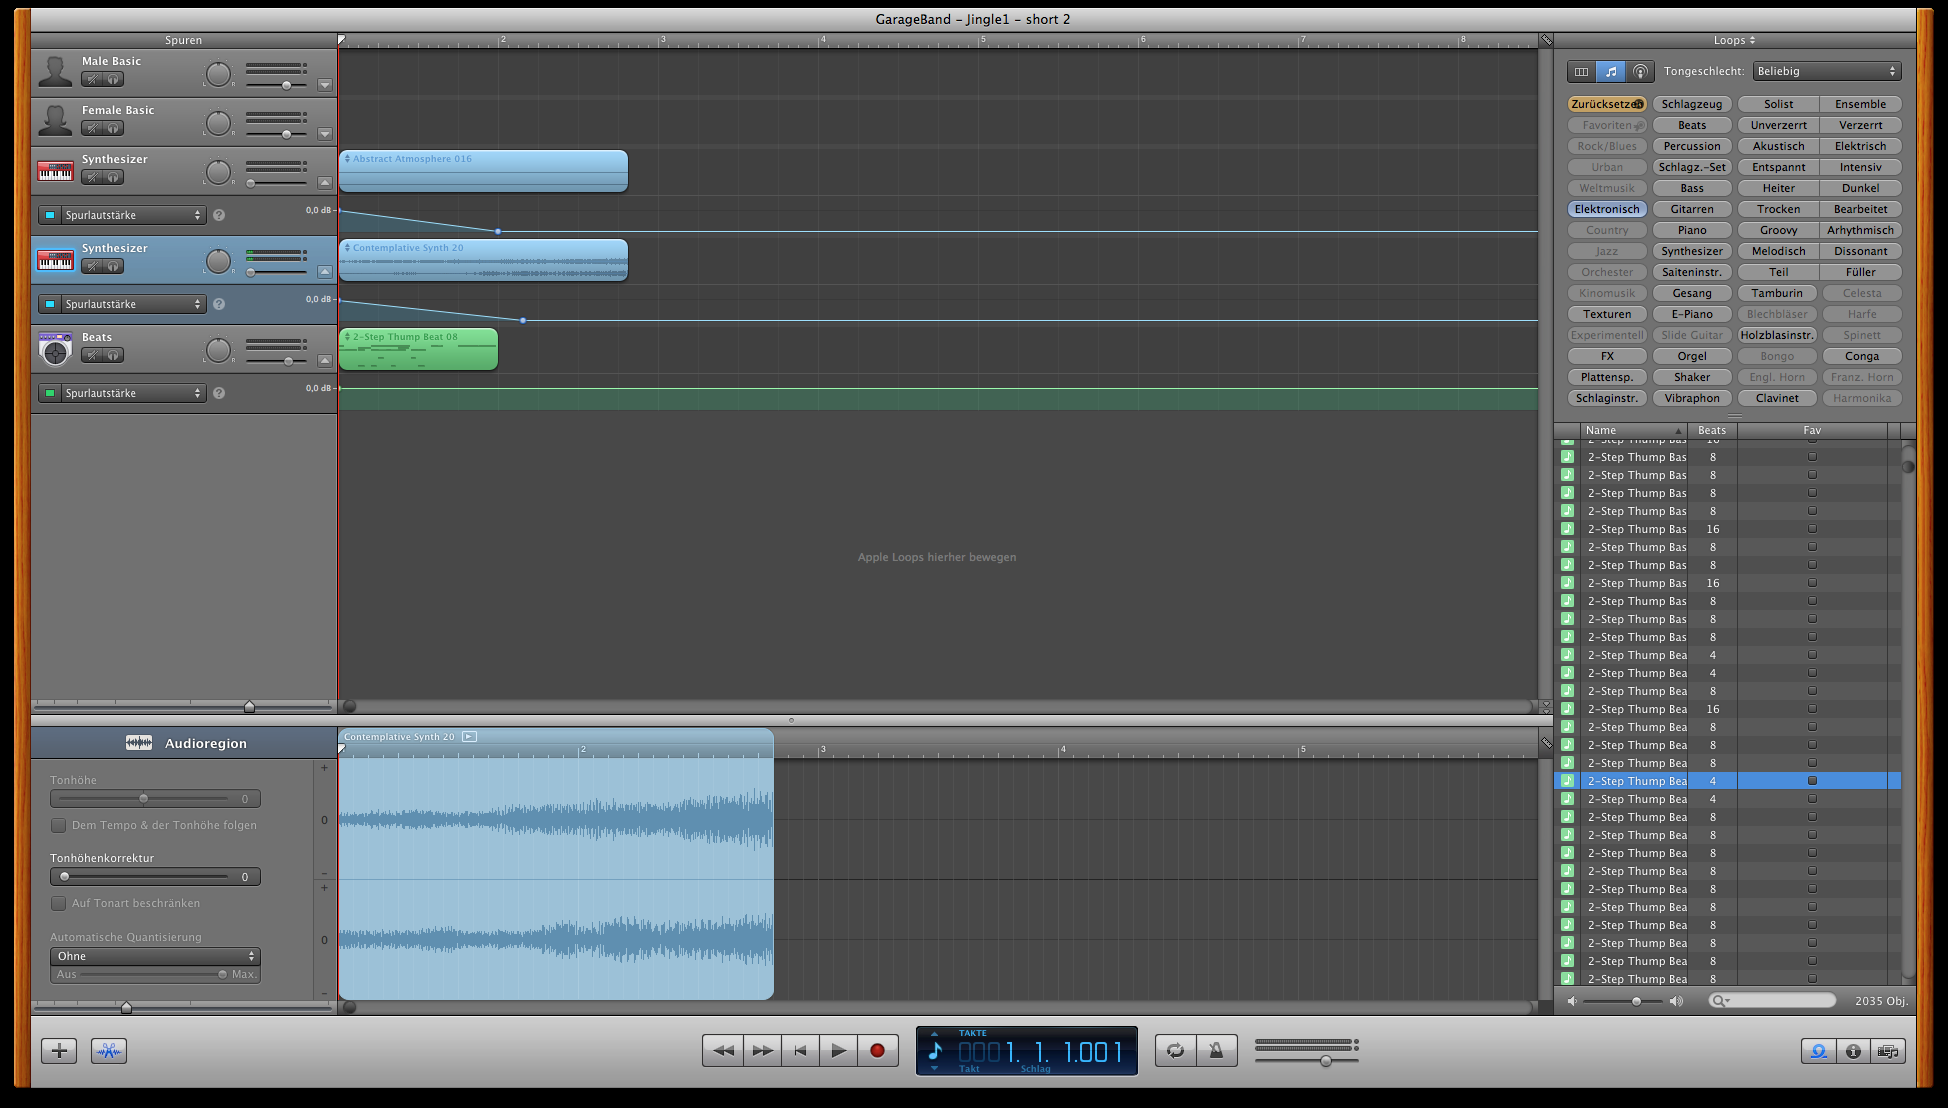 GarageBand – Jingle1 – short 2
Spuren
2 3 4 5 6 7 8
Loops
Male Basic
L R
Female Basic
L R
Synthesizer
L R
Abstract Atmosphere 016
Spurlautstärke ? 0,0 dB
Synthesizer
L R
Contemplative Synth 20
Spurlautstärke ? 0,0 dB
Beats
L R
2-Step Thump Beat 08
Spurlautstärke ? 0,0 dB
Apple Loops hierher bewegen
Tongeschlecht: Beliebig
Zurücksetze Schlagzeug Solist Ensemble
Favoriten Beats Unverzerrt Verzerrt
Rock/Blues Percussion Akustisch Elektrisch
Urban Schlagz.-Set Entspannt Intensiv
Weltmusik Bass Heiter Dunkel
Elektronisch Gitarren Trocken Bearbeitet
Country Piano Groovy Arhythmisch
Jazz Synthesizer Melodisch Dissonant
Orchester Saiteninstr. Teil Füller
Kinomusik Gesang Tamburin Celesta
Texturen E-Piano Blechbläser Harfe
Experimentell Slide Guitar Holzblasinstr. Spinett
FX Orgel Bongo Conga
Plattensp. Shaker Engl. Horn Franz. Horn
Schlaginstr. Vibraphon Clavinet Harmonika
Name Beats Fav
2-Step Thump Bas 16
2-Step Thump Bas 8
2-Step Thump Bas 8
2-Step Thump Bas 8
2-Step Thump Bas 8
2-Step Thump Bas 16
2-Step Thump Bas 8
2-Step Thump Bas 8
2-Step Thump Bas 16
2-Step Thump Bas 8
2-Step Thump Bas 8
2-Step Thump Bas 8
2-Step Thump Bea 4
2-Step Thump Bea 4
2-Step Thump Bea 8
2-Step Thump Bea 16
2-Step Thump Bea 8
2-Step Thump Bea 8
2-Step Thump Bea 8
2-Step Thump Bea 4
2-Step Thump Bea 4
2-Step Thump Bea 8
2-Step Thump Bea 8
2-Step Thump Bea 8
2-Step Thump Bea 8
2-Step Thump Bea 8
2-Step Thump Bea 8
2-Step Thump Bea 8
2-Step Thump Bea 8
2-Step Thump Bea 8
2-Step Thump Bea 8
2035 Obj.
Audioregion
Contemplative Synth 20
2 3 4 5
Tonhöhe
0
Dem Tempo & der Tonhöhe folgen
Tonhöhenkorrektur
0
Auf Tonart beschränken
Automatische Quantisierung
Ohne
Aus Max.
+
0
–
+
0
–
TAKTE
0001. 1. 1.001
Takt Schlag